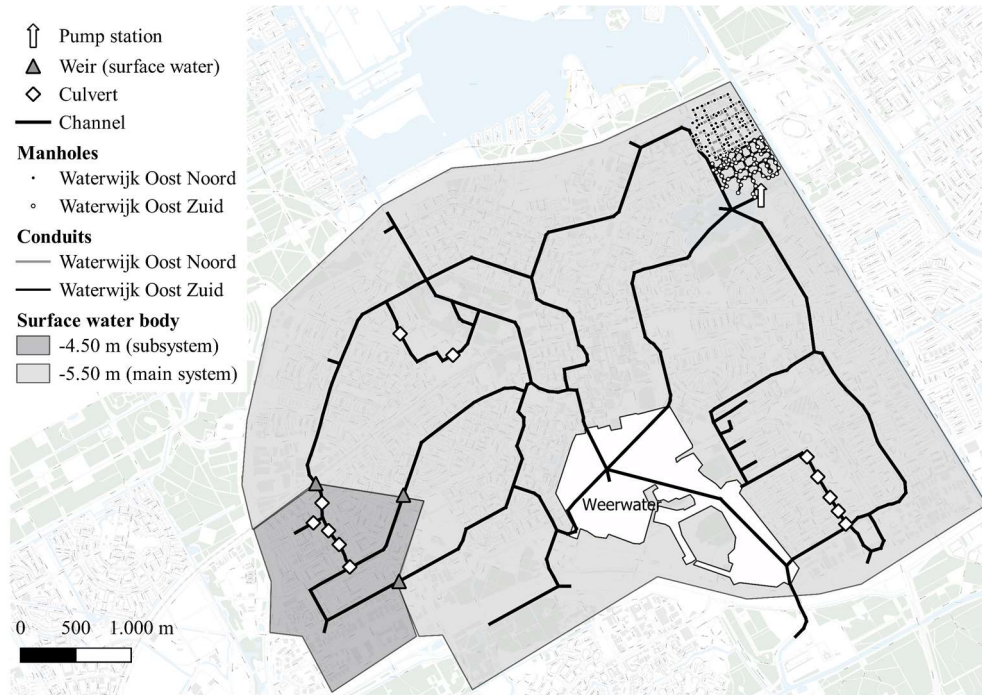 Pump station
Weir (surface water)
Culvert
Channel
Manholes
Waterwijk Oost Noord
Waterwijk Oost Zuid
Conduits
Waterwijk Oost Noord
Waterwijk Oost Zuid
Surface water body
-4.50 m (subsystem)
-5.50 m (main system)
Weerwater
0 500 1.000 m